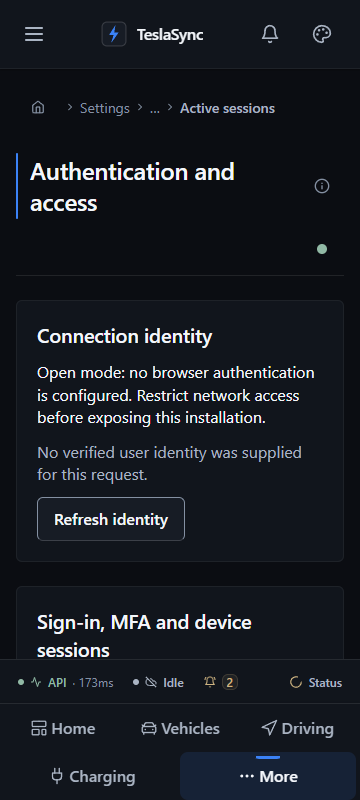 TeslaSync
Settings
...
Active sessions
Authentication and
access
Connection identity
Open mode: no browser authentication
is configured. Restrict network access
before exposing this installation.
No verified user identity was supplied
for this request.
Refresh identity
Sign-in, MFA and device
sessions
API · 173ms
Idle
2
Status
Home
Vehicles
Driving
Charging
More